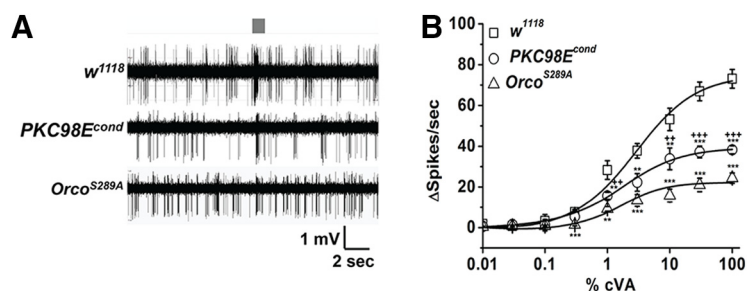 A
w1118
PKC98Econd
OrcoS289A
1 mV
2 sec
B
w1118
PKC98Econd
OrcoS289A
ΔSpikes/sec
100
80
60
40
20
0
+++
**
**
++
**
+++
***
+++
***
***
**
***
***
***
***
0.01
0.1
1
10
100
% cVA